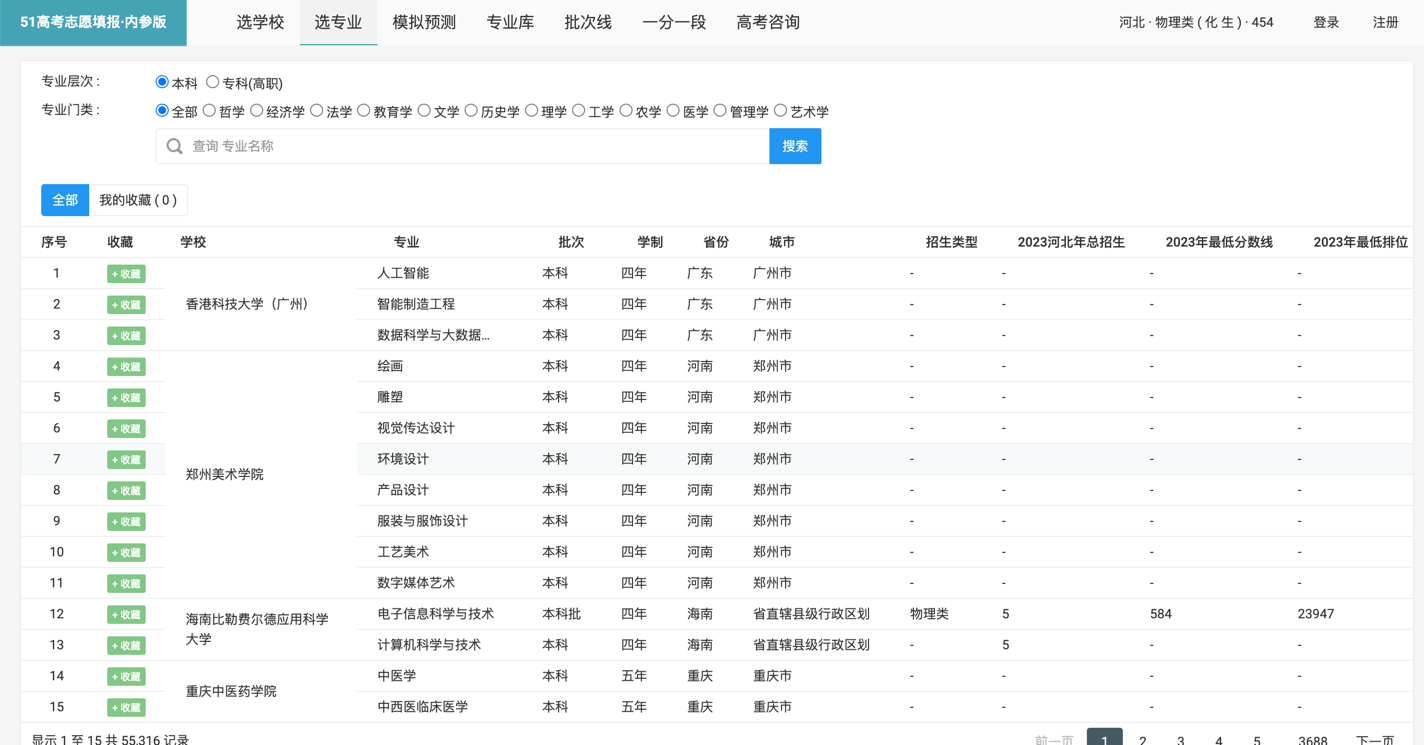 51高考志愿填报·内参版 选学校 选专业 模拟预测 专业库 批次线 一分一段 高考咨询 河北 · 物理类 ( 化 生 ) · 454 登录 注册
专业层次 : 本科 专科(高职)
专业门类 : 全部 哲学 经济学 法学 教育学 文学 历史学 理学 工学 农学 医学 管理学 艺术学
查询 专业名称 搜索
全部 我的收藏 ( 0 )
序号 收藏 学校 专业 批次 学制 省份 城市 招生类型 2023河北年总招生 2023年最低分数线 2023年最低排位
1 + 收藏 人工智能 本科 四年 广东 广州市 - - - -
2 + 收藏 香港科技大学（广州） 智能制造工程 本科 四年 广东 广州市 - - - -
3 + 收藏 数据科学与大数据... 本科 四年 广东 广州市 - - - -
4 + 收藏 绘画 本科 四年 河南 郑州市 - - - -
5 + 收藏 雕塑 本科 四年 河南 郑州市 - - - -
6 + 收藏 视觉传达设计 本科 四年 河南 郑州市 - - - -
7 + 收藏 环境设计 本科 四年 河南 郑州市 - - - -
郑州美术学院
8 + 收藏 产品设计 本科 四年 河南 郑州市 - - - -
9 + 收藏 服装与服饰设计 本科 四年 河南 郑州市 - - - -
10 + 收藏 工艺美术 本科 四年 河南 郑州市 - - - -
11 + 收藏 数字媒体艺术 本科 四年 河南 郑州市 - - - -
12 + 收藏 海南比勒费尔德应用科学 电子信息科学与技术 本科批 四年 海南 省直辖县级行政区划 物理类 5 584 23947
13 + 收藏 大学 计算机科学与技术 本科 四年 海南 省直辖县级行政区划 - 5 - -
14 + 收藏 中医学 本科 五年 重庆 重庆市 - - - -
重庆中医药学院
15 + 收藏 中西医临床医学 本科 五年 重庆 重庆市 - - - -
显示 1 至 15 共 55,316 记录 前一页 1 2 3 4 5 3688 下一页